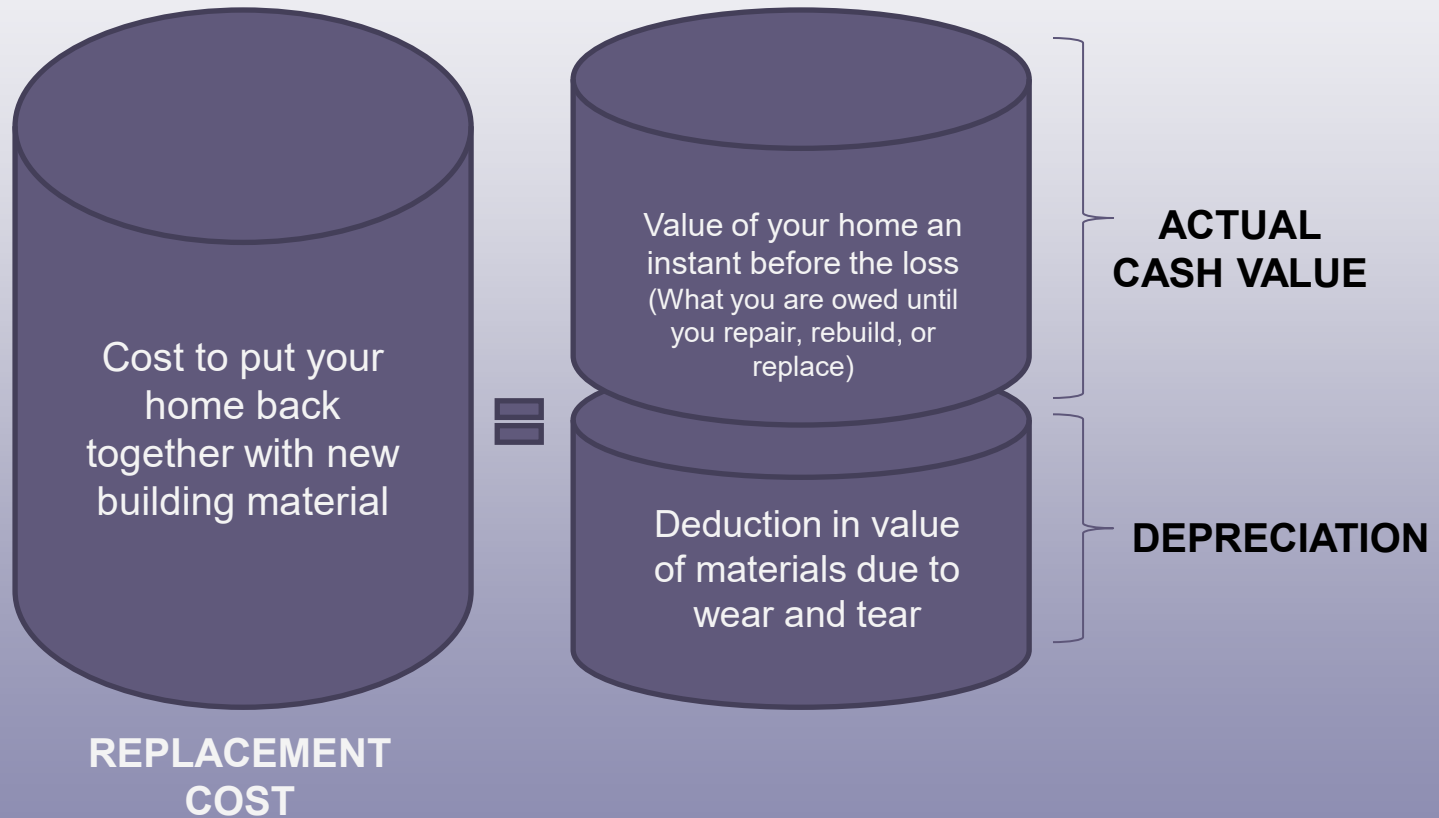 Cost to put your
home back
together with new
building material
REPLACEMENT
COST
Value of your home an
instant before the loss
(What you are owed until
you repair, rebuild, or
replace)
ACTUAL
CASH VALUE
Deduction in value
of materials due to
wear and tear
DEPRECIATION